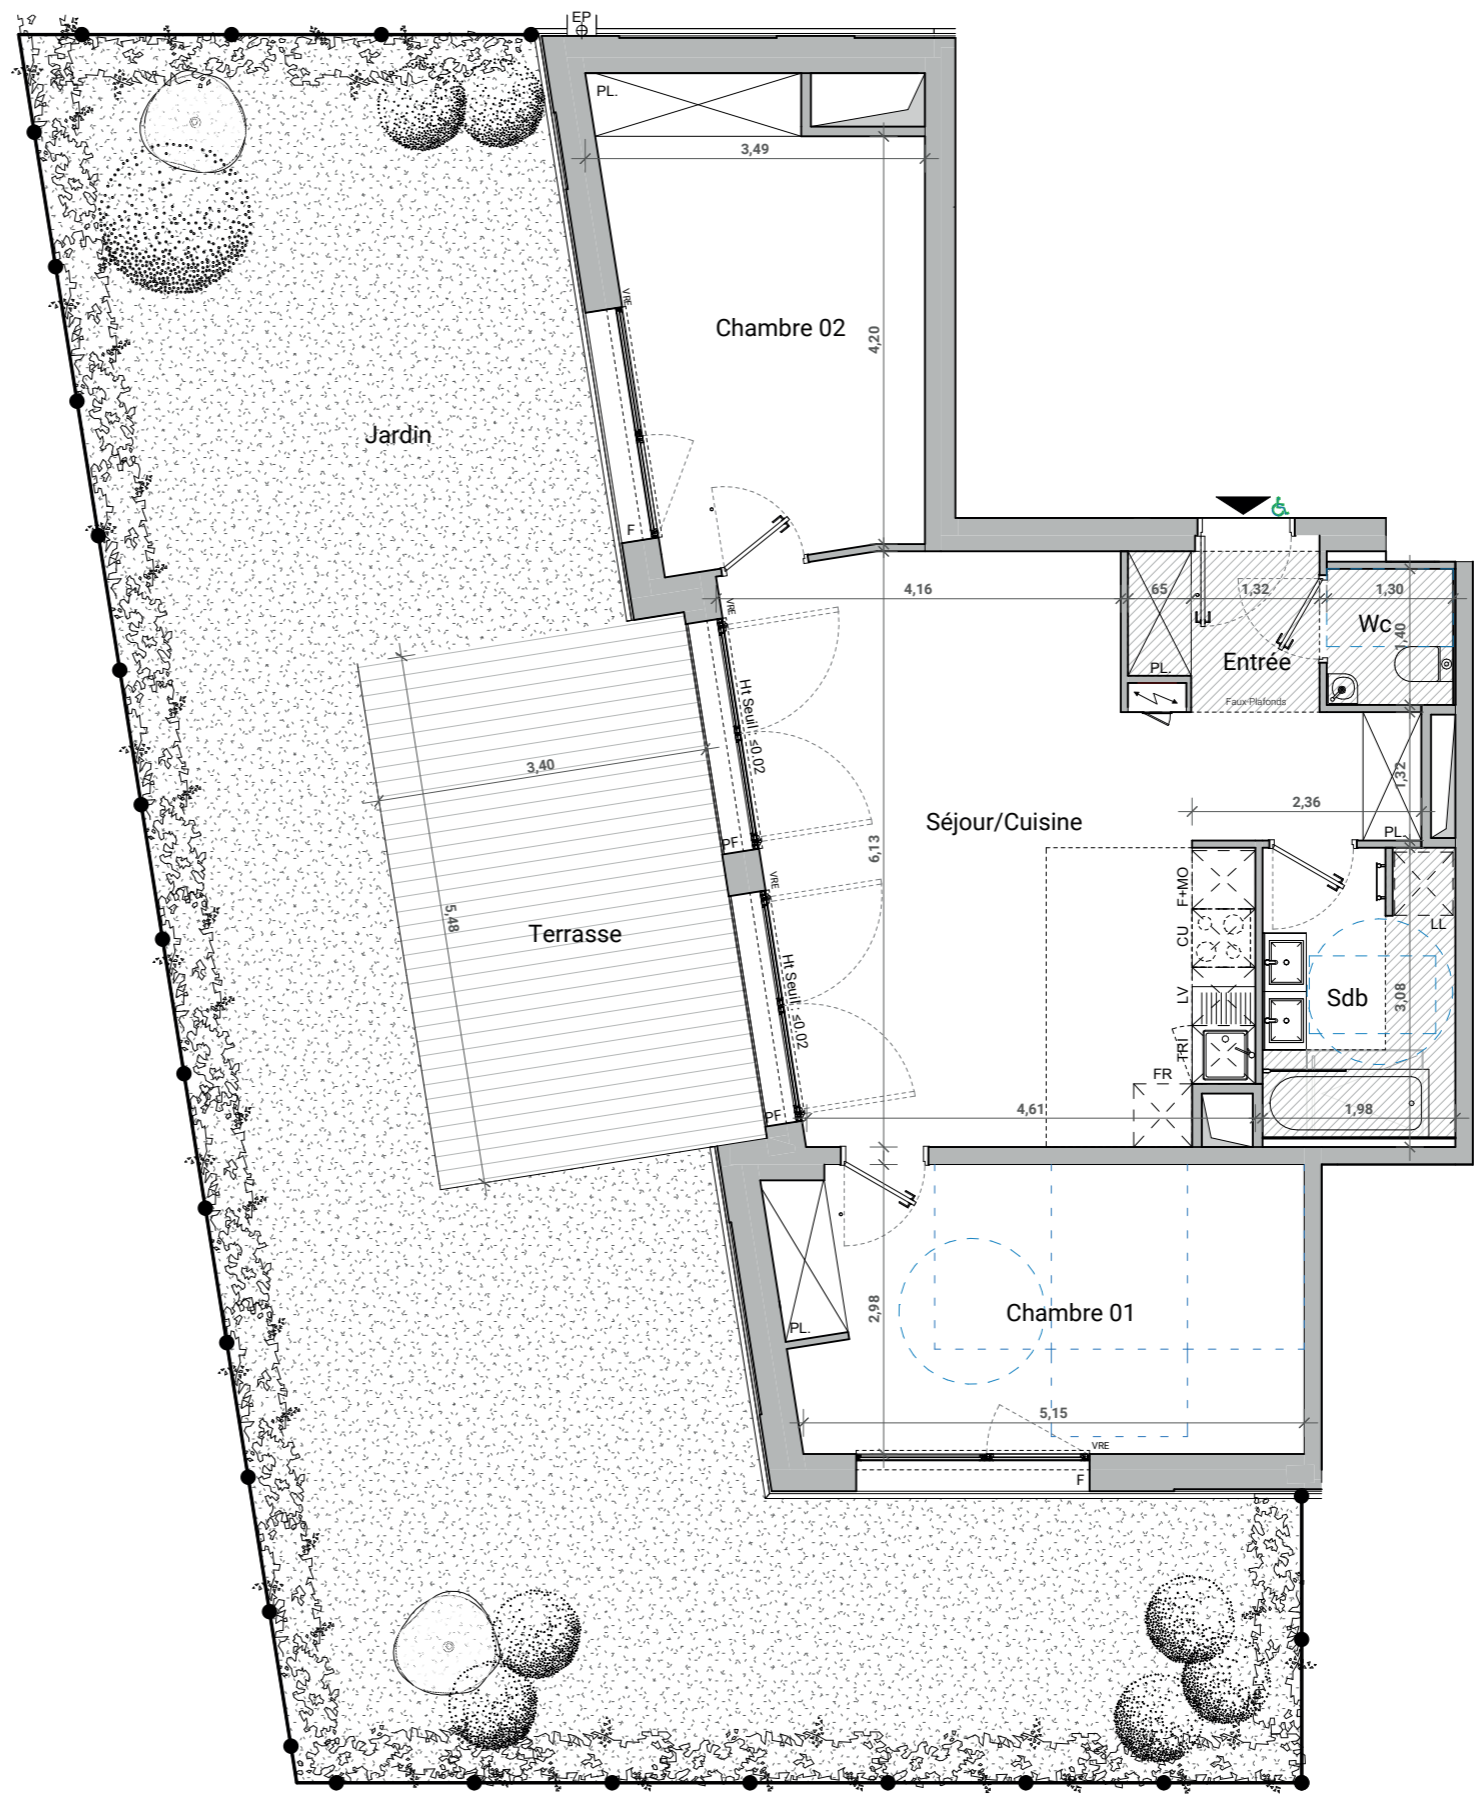 EP
PL.
3,49
VRE
Chambre 02
4,20
Jardin
F
4,16
65
1,32
1,30
VRE
Wc
1,40
Entrée
PL.
Faux Plafonds
Ht Seuil : ≤0.02
3,40
1,32
2,36
Séjour/Cuisine
PL.
PF
6,13
VRE
F+MO
CU
LL
5,48
Terrasse
Ht Seuil : ≤0.02
LV
Sdb
3,08
TRI
FR
PF
4,61
1,98
2,98
Chambre 01
PL.
5,15
VRE
F